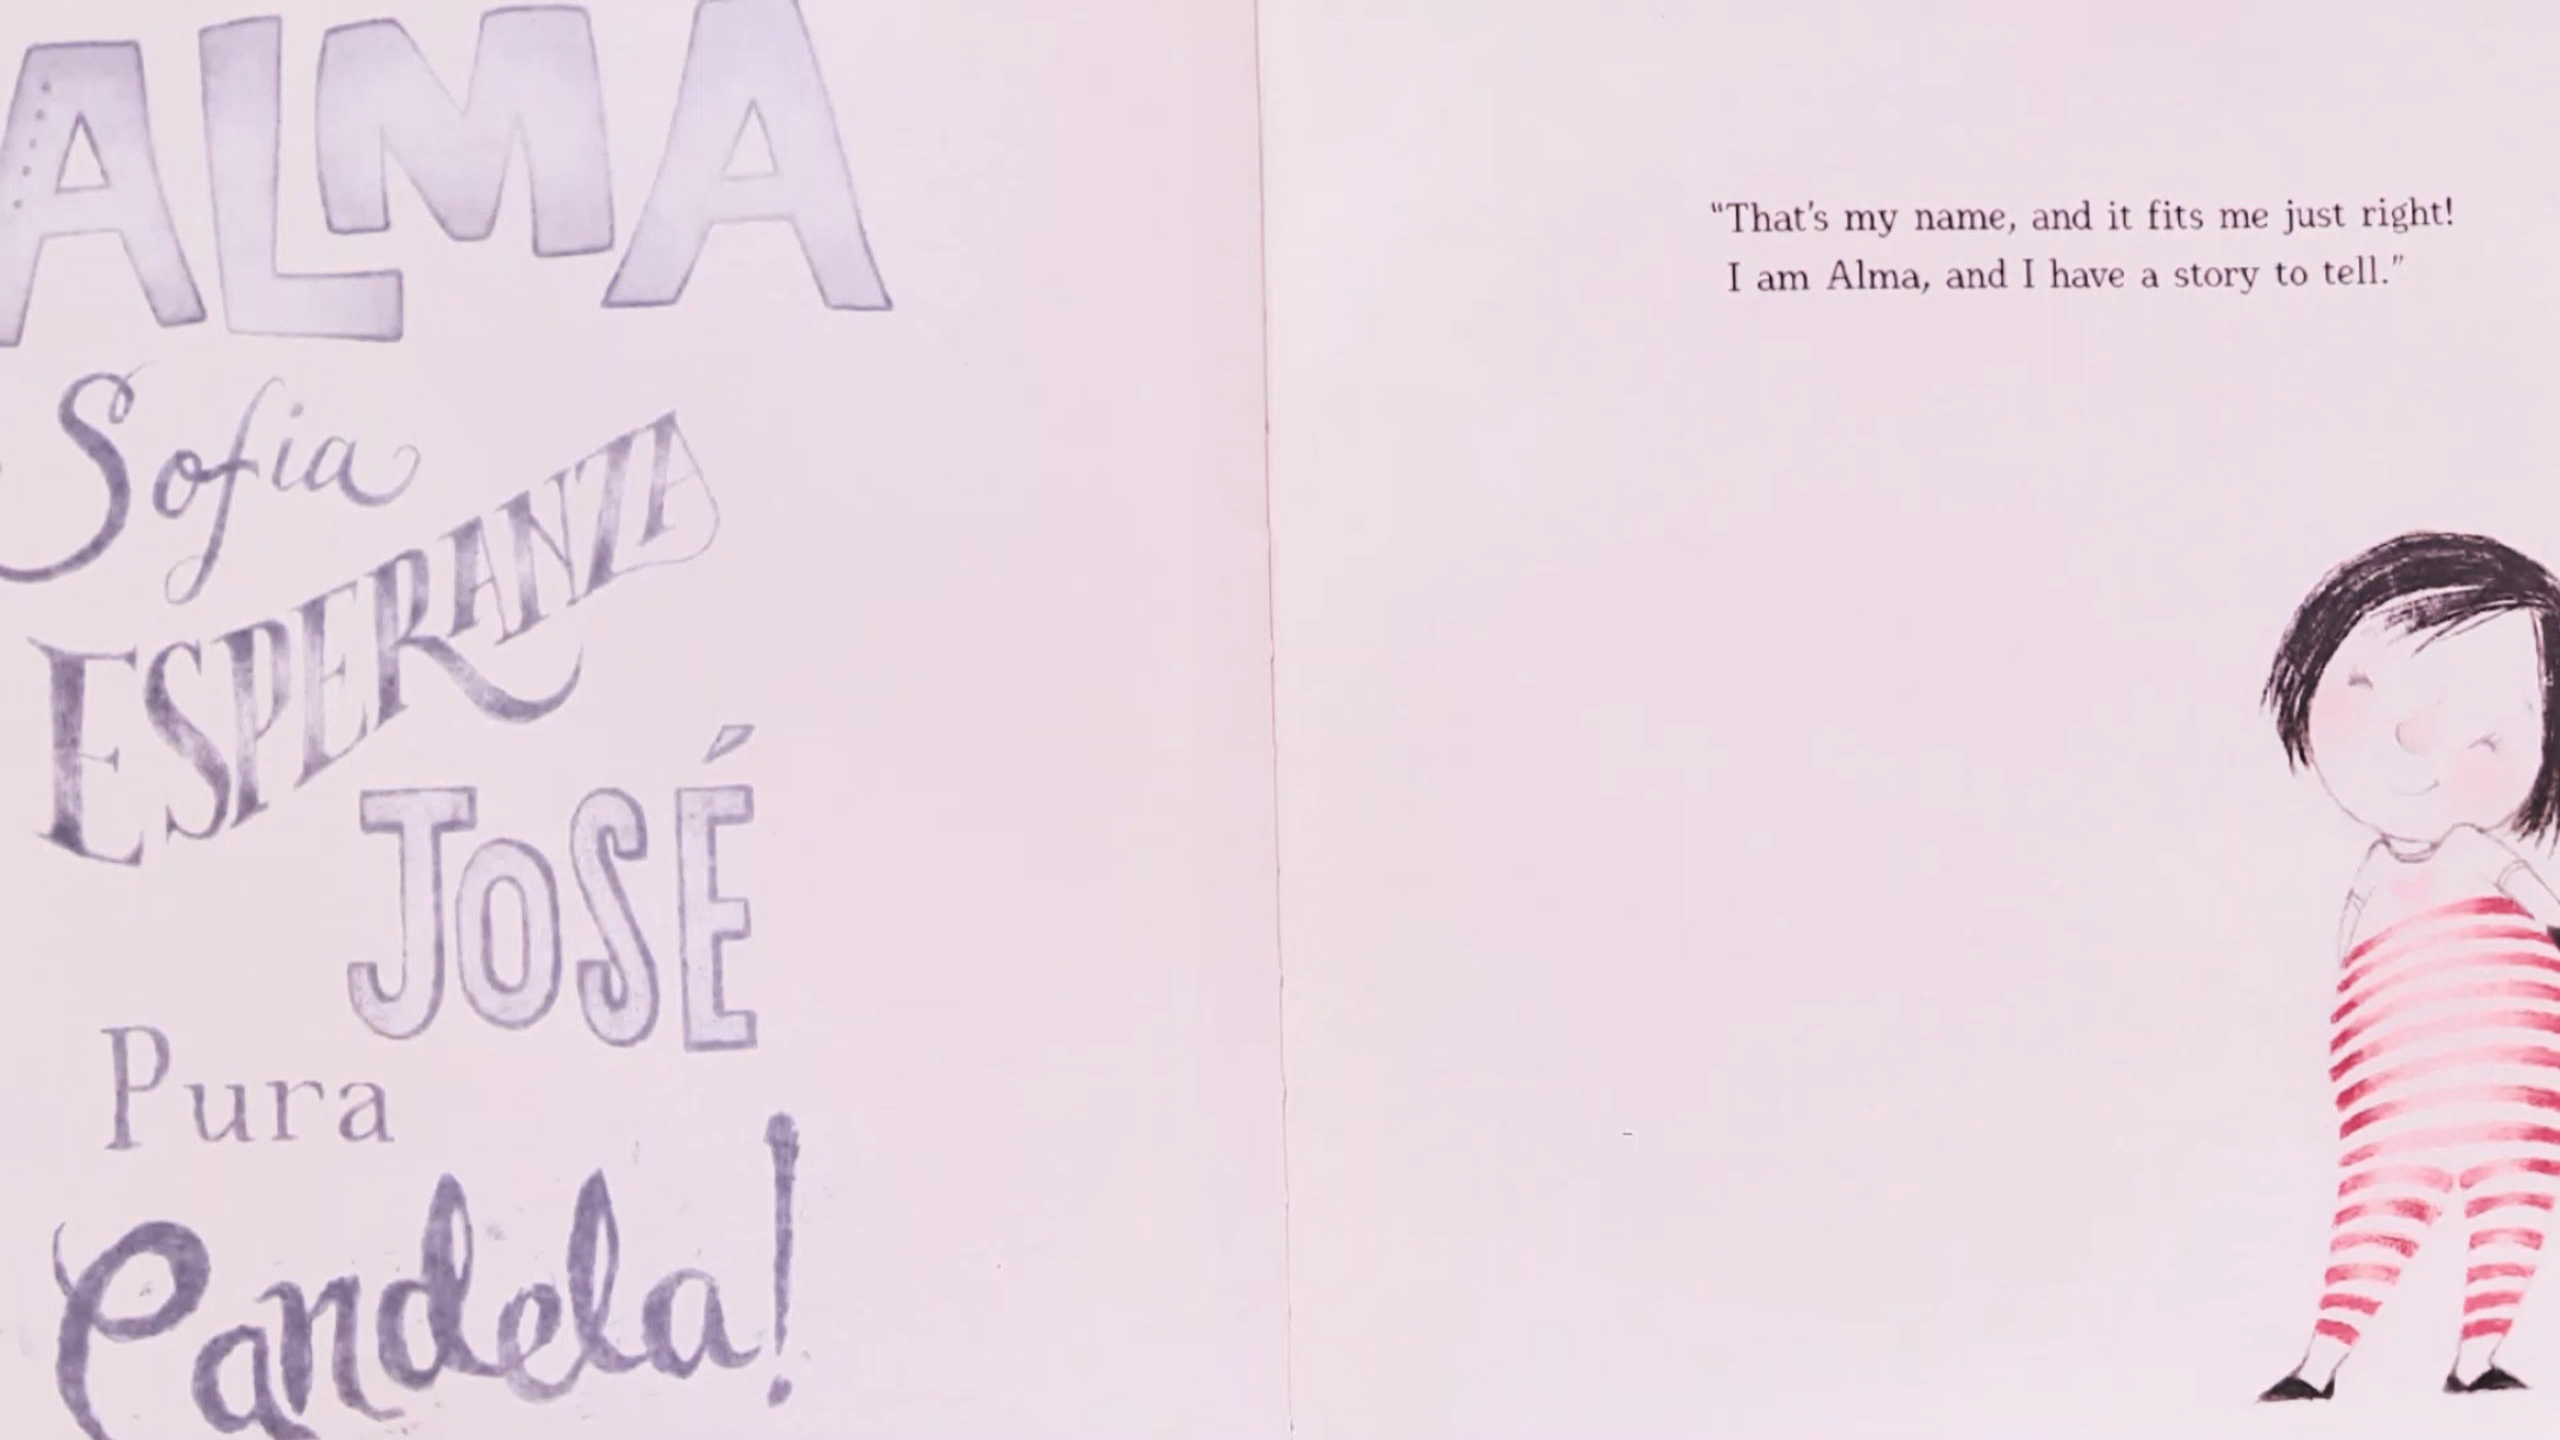 ALMA
Sofia
ESPERANZA
JOSÉ
Pura
Candela!
“That’s my name, and it fits me just right!
I am Alma, and I have a story to tell.”